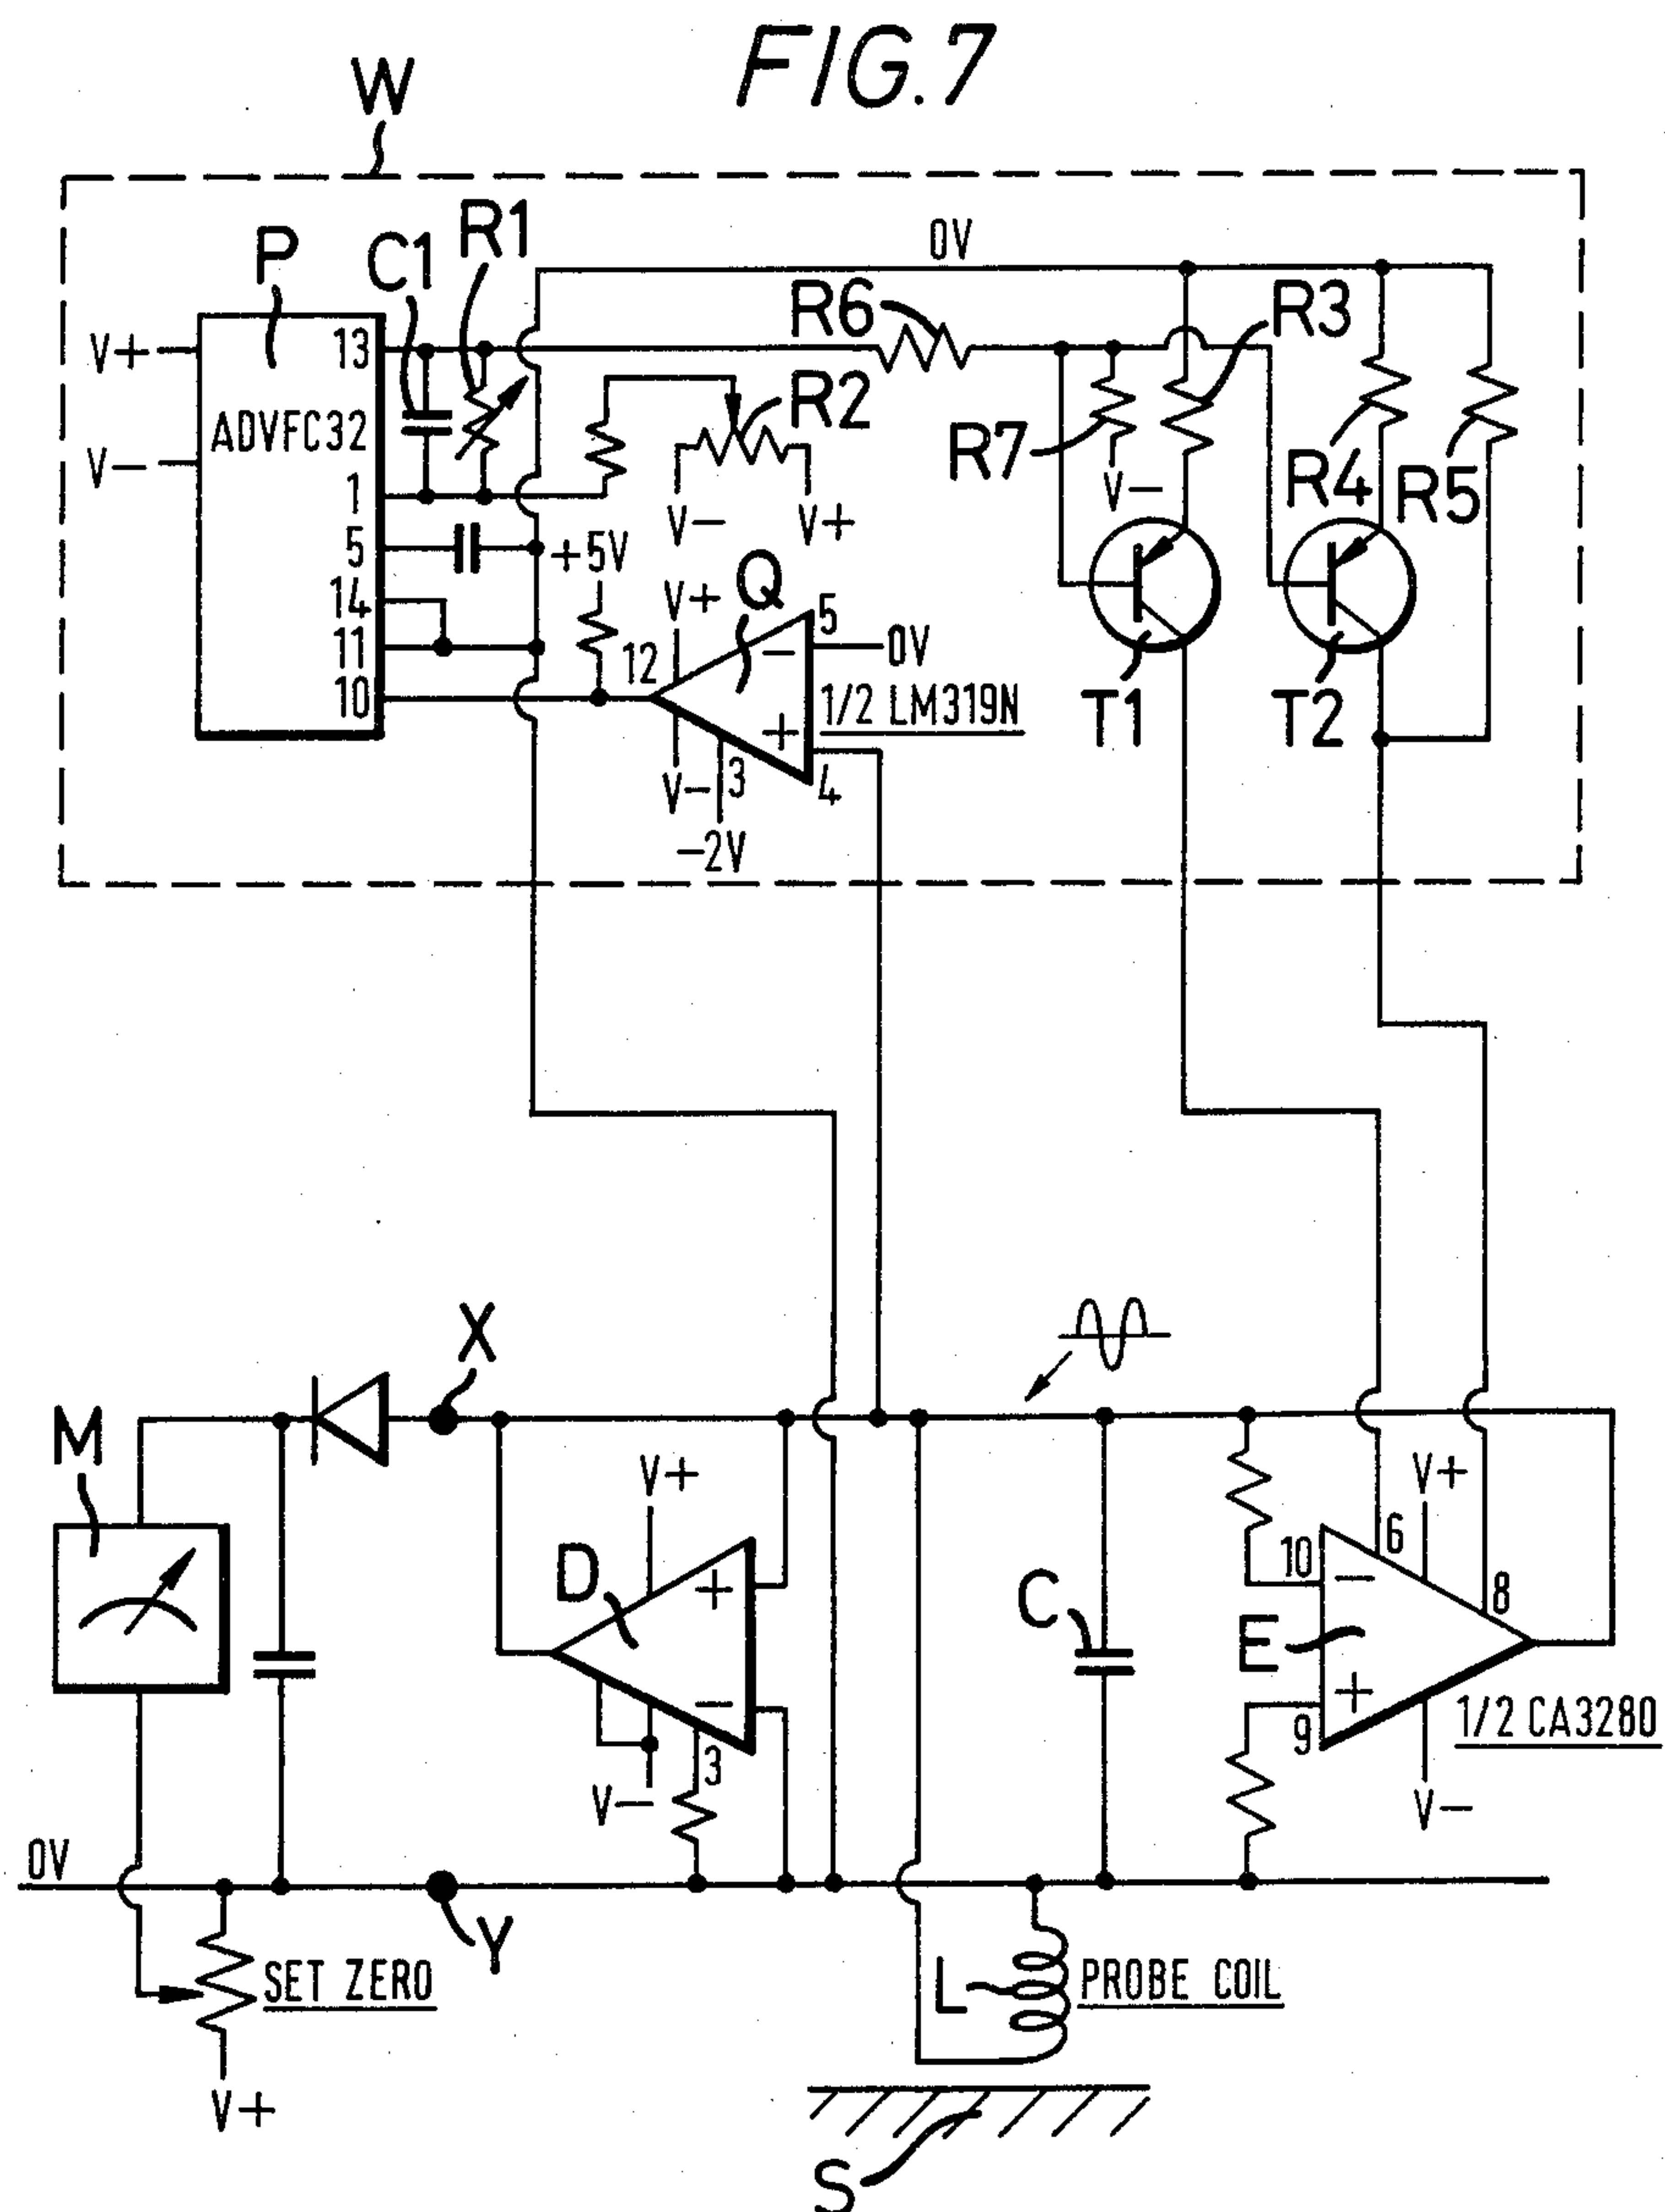 FIG.7
W
0V
P
C1
R1
R6
R3
V+
13
ADVFC32
R2
R7
V-
1
V-
R4
R5
V-
V+
5
+5V
Q
V+
14
5
-
0V
11
12
1/2 LM319N
10
+
T1
T2
V-
3
4
-2V
X
M
V+
V+
D
+
10
6
-
8
C
E
-
+
9
1/2 CA3280
3
V-
V-
0V
Y
SET ZERO
L
PROBE COIL
V+
S